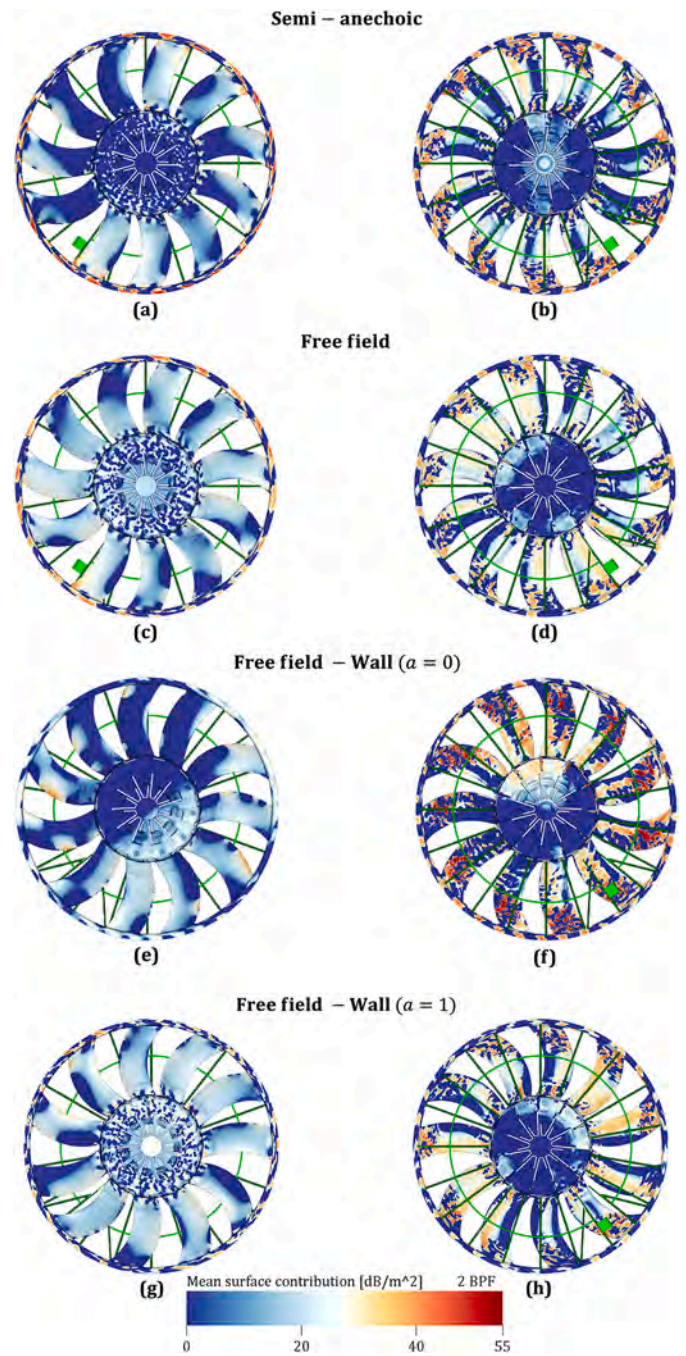 Semi − anechoic
(a) (b)
Free field
(c) (d)
Free field − Wall (a = 0)
(e) (f)
Free field − Wall (a = 1)
(g) (h)
Mean surface contribution [dB/m^2] 2 BPF
0 20 40 55